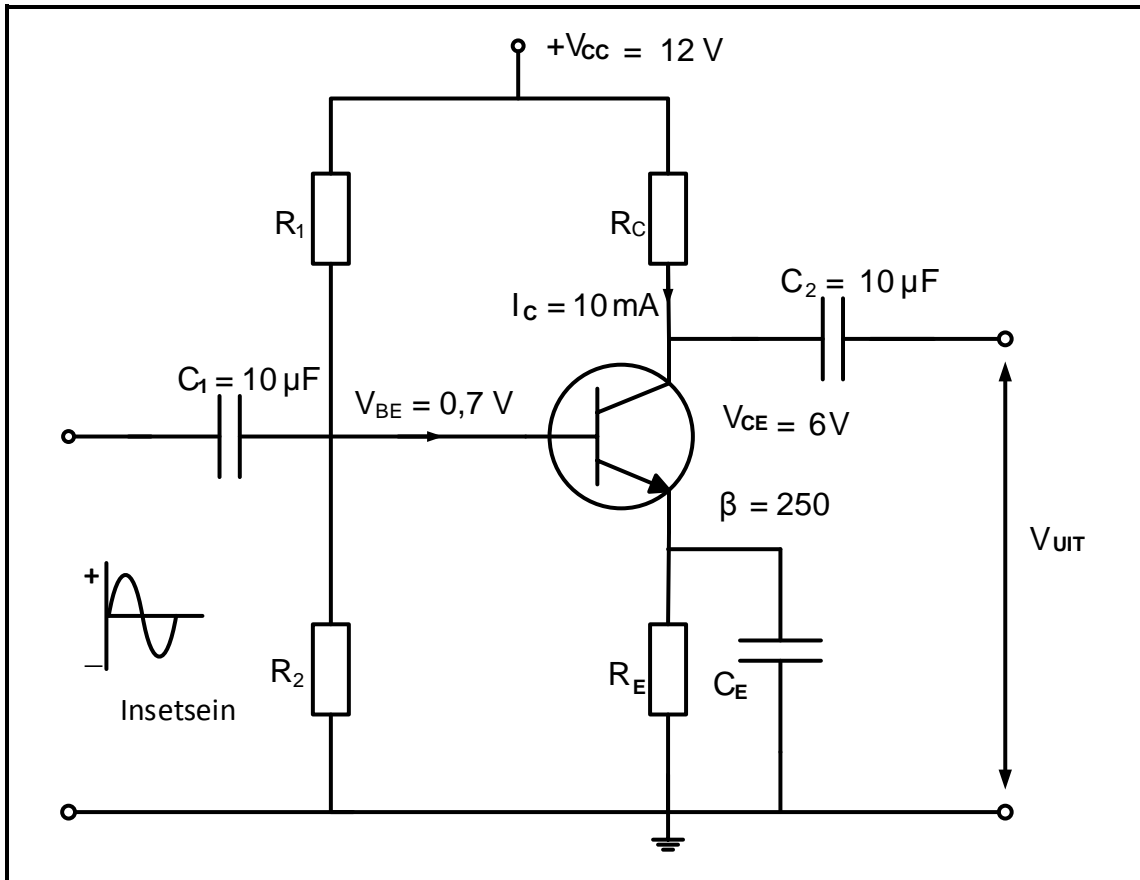 +VCC = 12 V
R1
RC
C2 = 10 µF
IC = 10 mA
C1 = 10 µF
VBE = 0,7 V
VCE = 6 V
β = 250
VUIT
+
–
R2
RE
CE
Insetsein